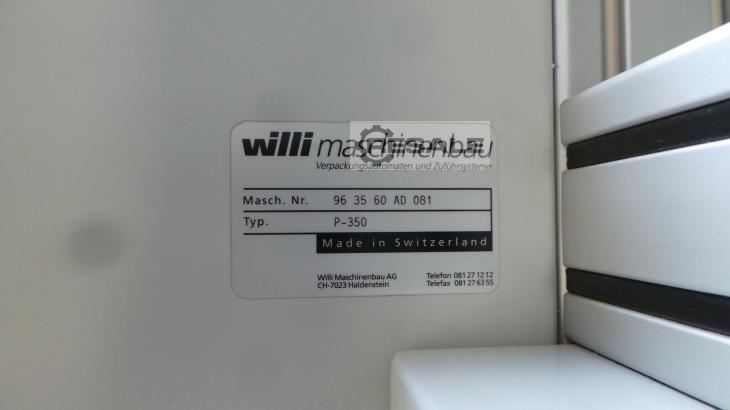 willi maschinenbau
Verpackungsautomaten und Zuführsysteme
Masch. Nr. 96 35 60 AD 081
Typ. P-350
Made in Switzerland
Willi Maschinenbau AG Telefon 081 27 12 12
CH-7023 Haldenstein Telefax 081 27 63 55